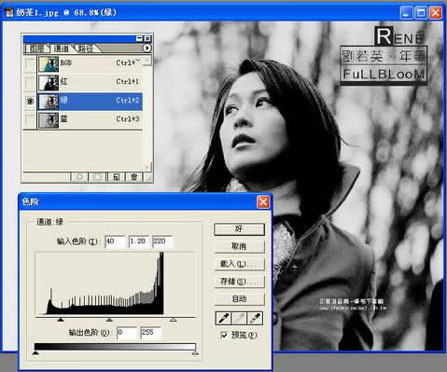 奶茶1.jpg @ 68.8% (绿)
RENE
劉若英·年華
FuLLBLooM
图层 通道 路径
RGB Ctrl+~
红 Ctrl+1
绿 Ctrl+2
蓝 Ctrl+3
色阶
通道:绿
输入色阶(I): 40 1.20 220
输出色阶(O): 0 255
好
取消
载入(L)...
存储(S)...
自动
预览(P)